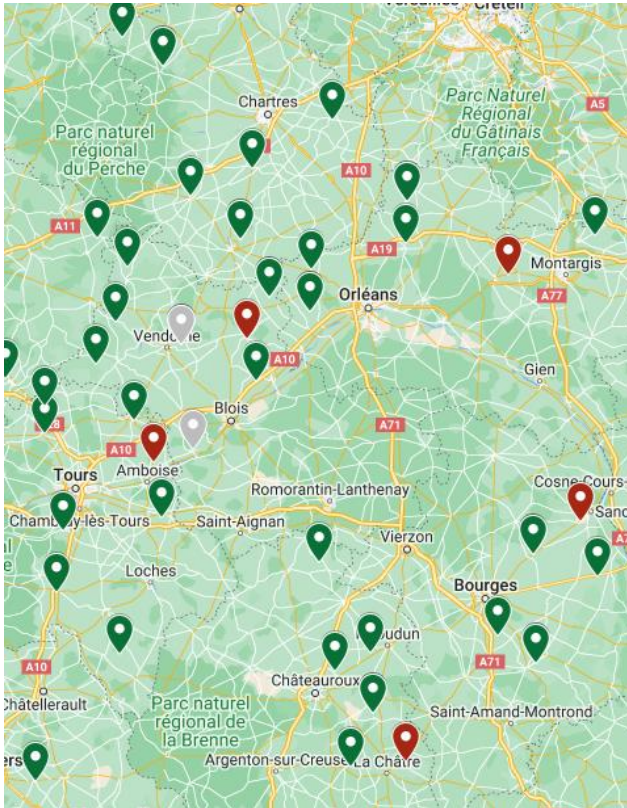 Créteil
Chartres
A5
Parc Naturel
Régional
du Gâtinais
Français
Parc naturel
régional
du Perche
A10
A11
A19
Montargis
Orléans
A77
Vendôme
A10
Gien
Blois
A71
A10
Amboise
Tours
Romorantin-Lanthenay
Cosne-Cours-
Chambray-lès-Tours
Saint-Aignan
Vierzon
Loches
Bourges
A10
A71
Châteauroux
Châtellerault
Parc naturel
régional de
la Brenne
Saint-Amand-Montrond
Argenton-sur-Creuse
La Châtre